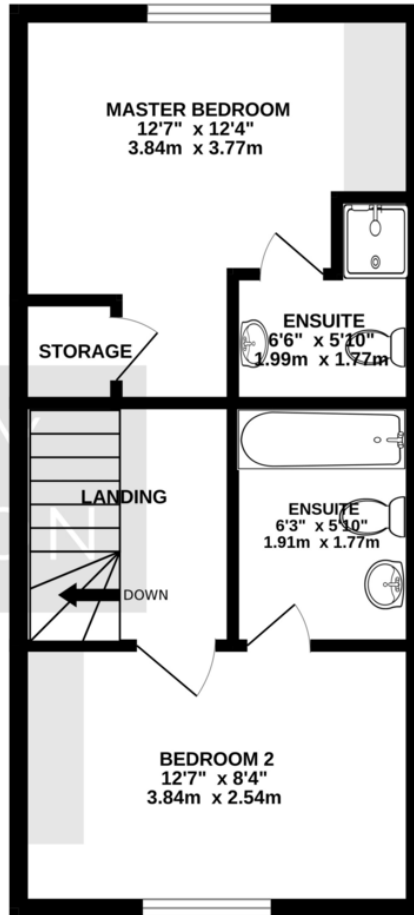 MASTER BEDROOM
12'7" x 12'4"
3.84m x 3.77m
ENSUITE
6'6" x 5'10"
1.99m x 1.77m
STORAGE
LANDING
DOWN
ENSUITE
6'3" x 5'10"
1.91m x 1.77m
BEDROOM 2
12'7" x 8'4"
3.84m x 2.54m